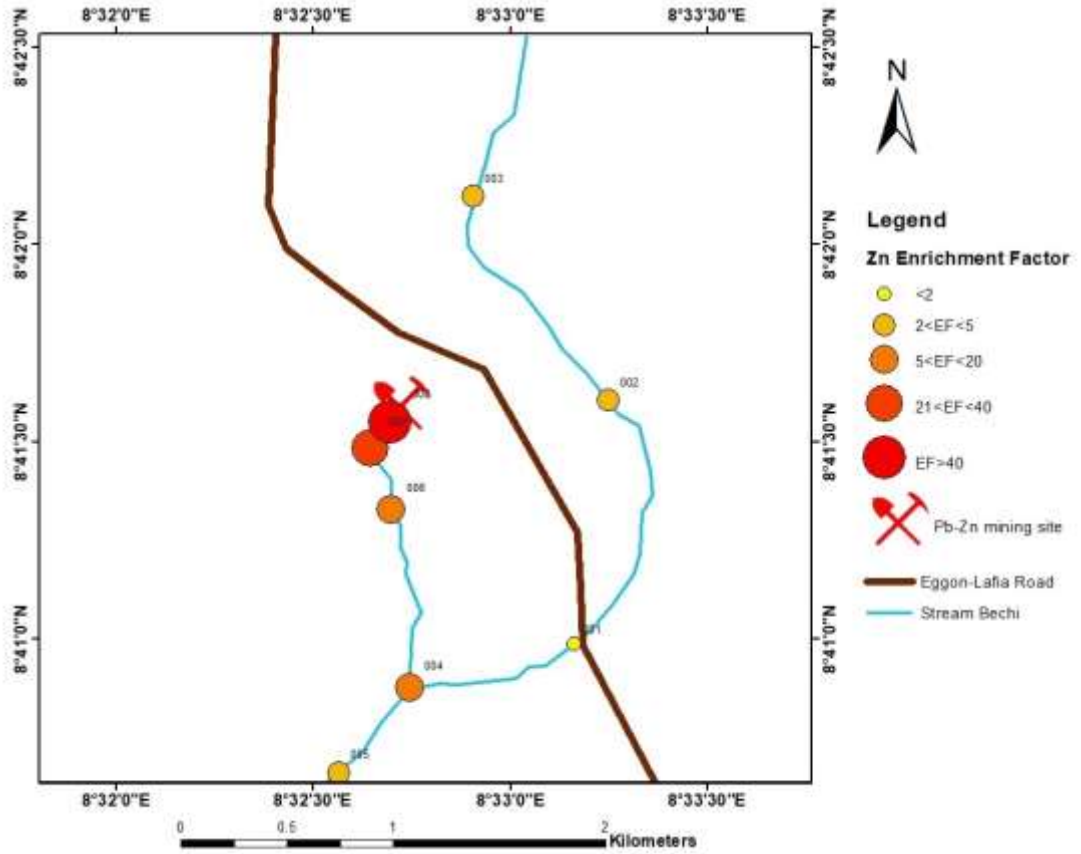 8°32'0"E 8°32'30"E 8°33'0"E 8°33'30"E
8°42'30"N
8°42'0"N
8°41'30"N
8°41'0"N
8°42'30"N
8°42'0"N
8°41'30"N
8°41'0"N
003
002
006
001
004
005
8°32'0"E 8°32'30"E 8°33'0"E 8°33'30"E
0 0.5 1 2
Kilometers
N
Legend
Zn Enrichment Factor
<2
2<EF<5
5<EF<20
21<EF<40
EF>40
Pb-Zn mining site
Eggon-Lafia Road
Stream Bechi